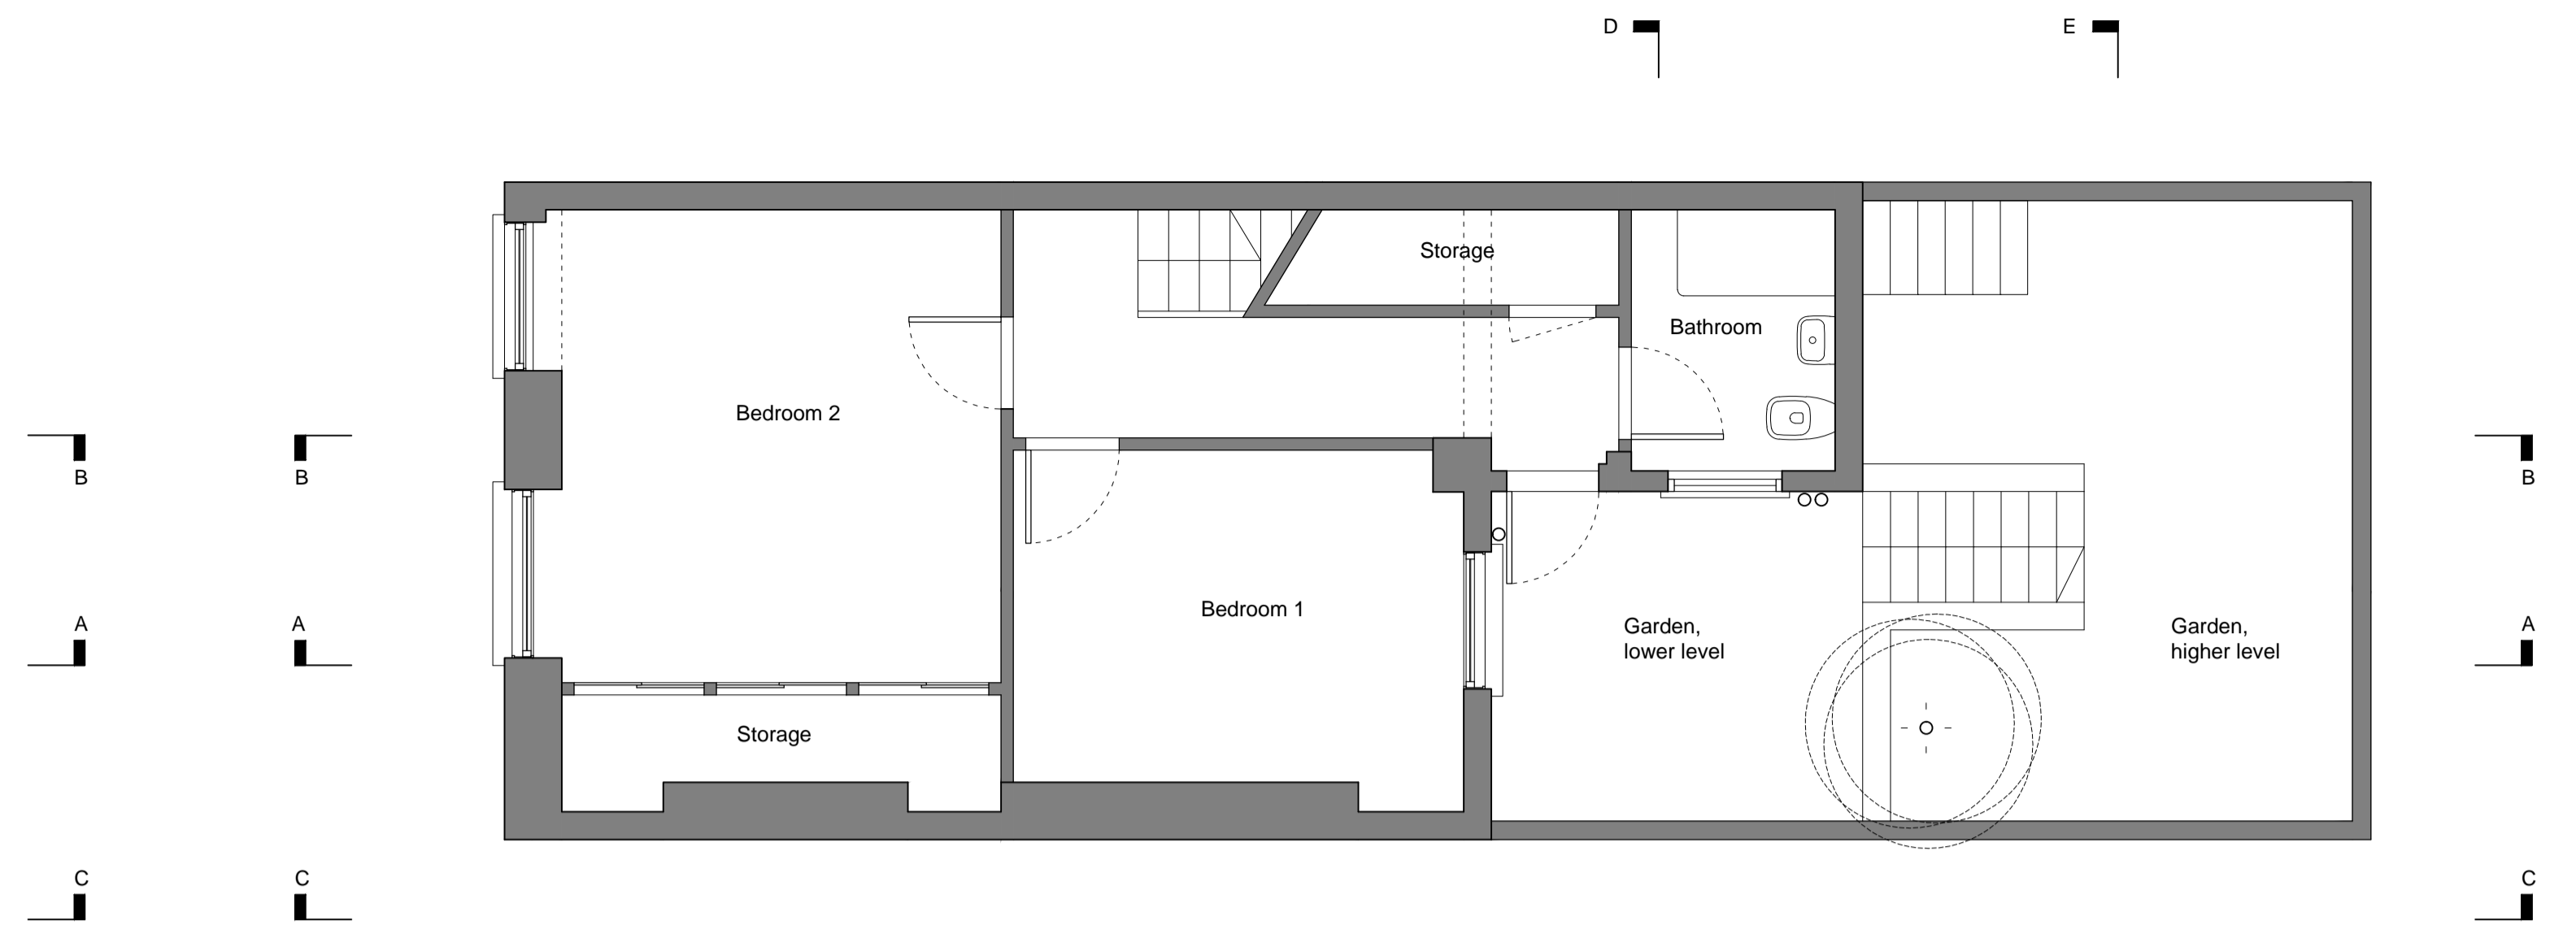 D
E
Storage
Bathroom
Bedroom 2
B
B
B
Bedroom 1
A
A
Garden,
lower level
Garden,
higher level
A
Storage
C
C
C